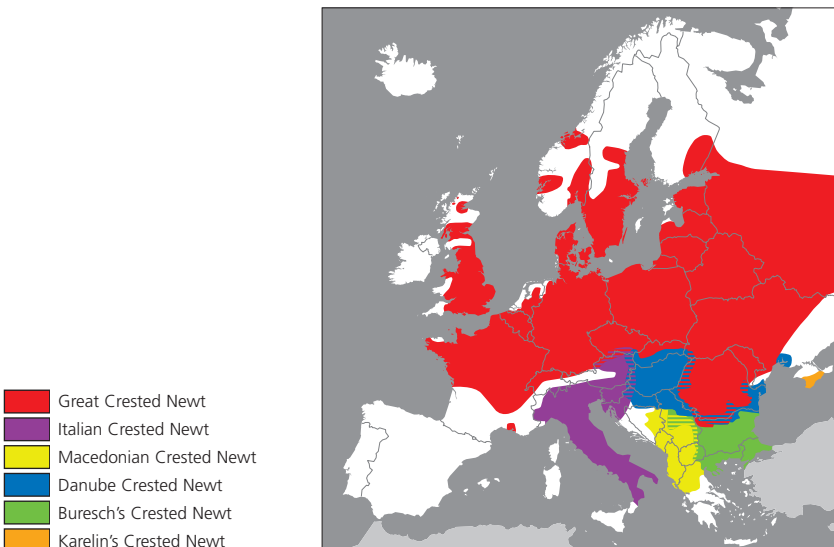 Great Crested Newt
Italian Crested Newt
Macedonian Crested Newt
Danube Crested Newt
Buresch's Crested Newt
Karelin's Crested Newt